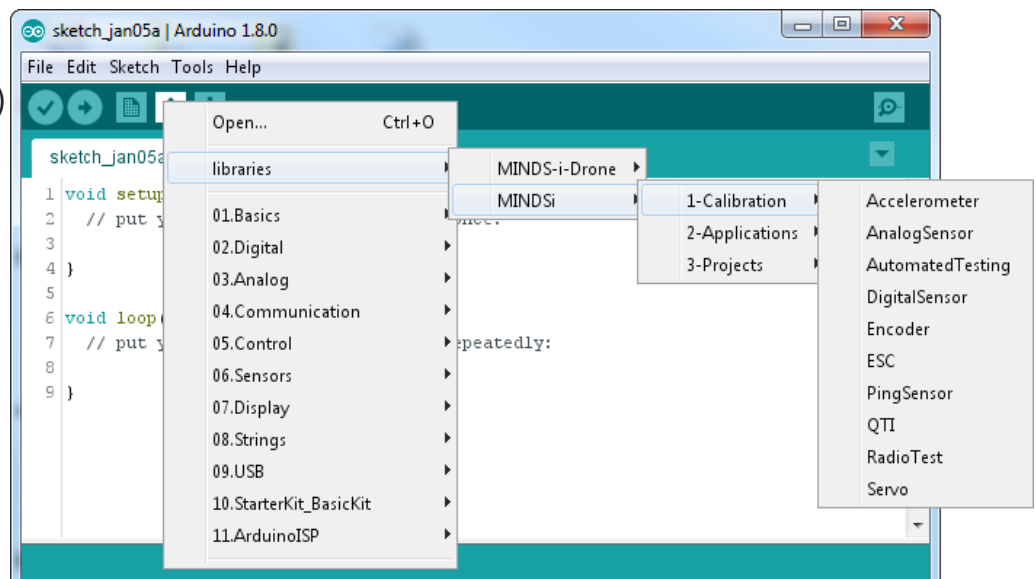 )
sketch_jan05a | Arduino 1.8.0
File Edit Sketch Tools Help
sketch_jan05a
1 void setup
2 // put y
3
4 }
5
6 void loop(
7 // put y epeatedly:
8
9 }
Open... Ctrl+O
libraries
01.Basics
02.Digital
03.Analog
04.Communication
05.Control
06.Sensors
07.Display
08.Strings
09.USB
10.StarterKit_BasicKit
11.ArduinoISP
MINDS-i-Drone
MINDSi
1-Calibration
2-Applications
3-Projects
Accelerometer
AnalogSensor
AutomatedTesting
DigitalSensor
Encoder
ESC
PingSensor
QTI
RadioTest
Servo